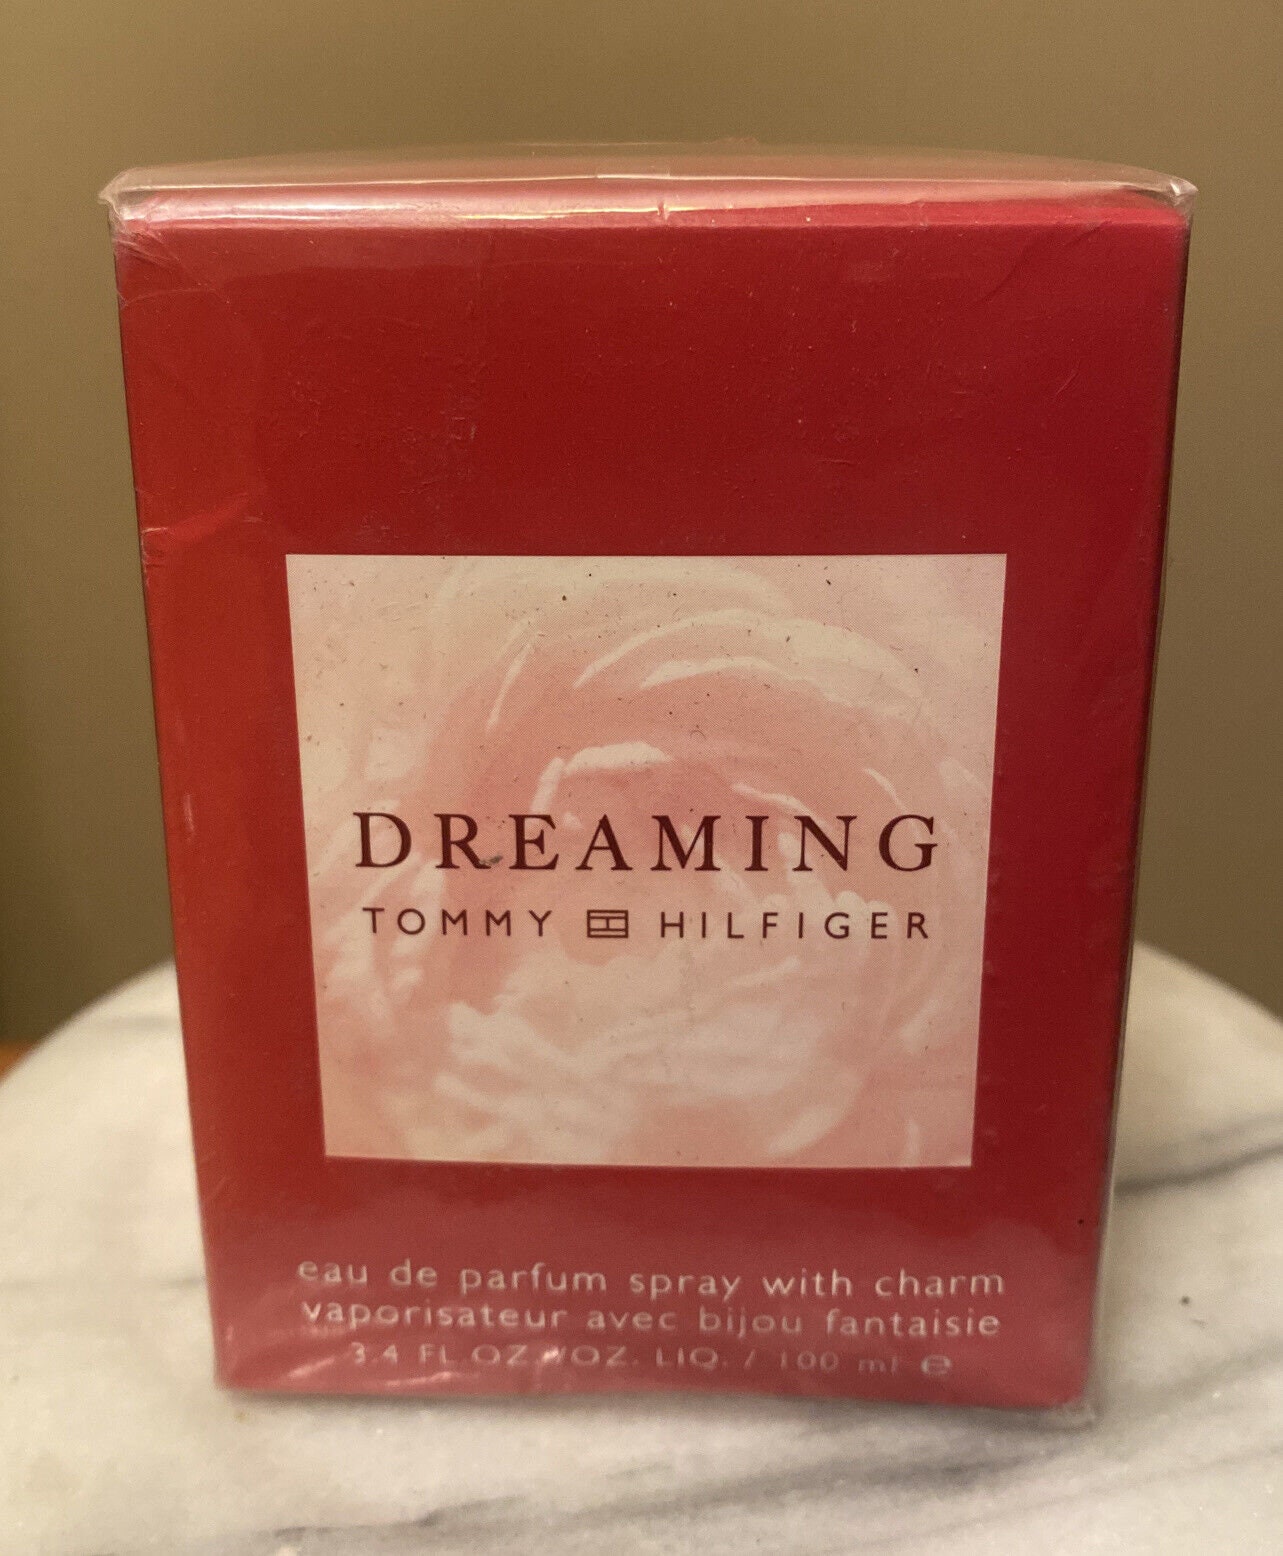 DREAMING
TOMMY HILFIGER
eau de parfum spray with charm
vaporisateur avec bijou fantaisie
3.4 FL OZ./OZ. LIQ. / 100 ml e